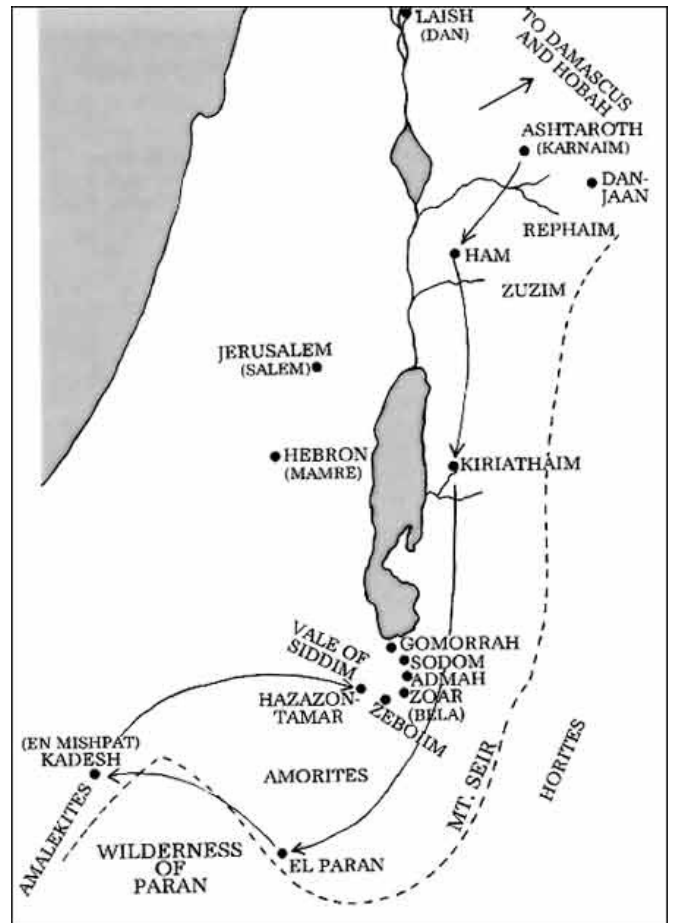 LAISH
(DAN)
TO DAMASCUS
AND HOBAH
ASHTAROTH
(KARNAIM)
DAN-
JAAN
REPHAIM
HAM
ZUZIM
JERUSALEM
(SALEM)
HEBRON
(MAMRE)
KIRIATHAIM
VALE OF
SIDDIM
GOMORRAH
SODOM
ADMAH
ZOAR
(BELA)
HAZAZON-
TAMAR
ZEBOIIM
(EN MISHPAT)
KADESH
AMORITES
MT. SEIR
HORITES
AMALEKITES
WILDERNESS
OF
PARAN
EL PARAN